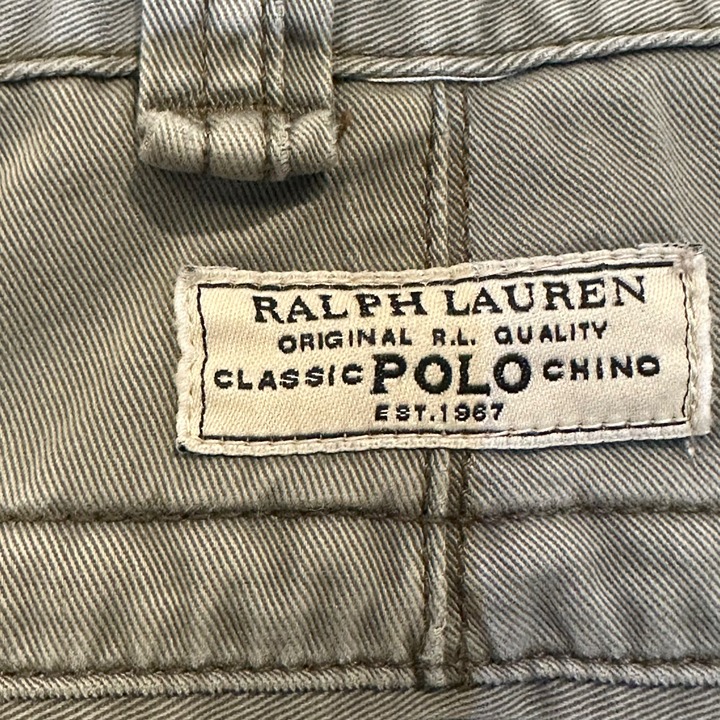 RALPH LAUREN
ORIGINAL R.L. QUALITY
CLASSIC POLO CHINO
EST.1967